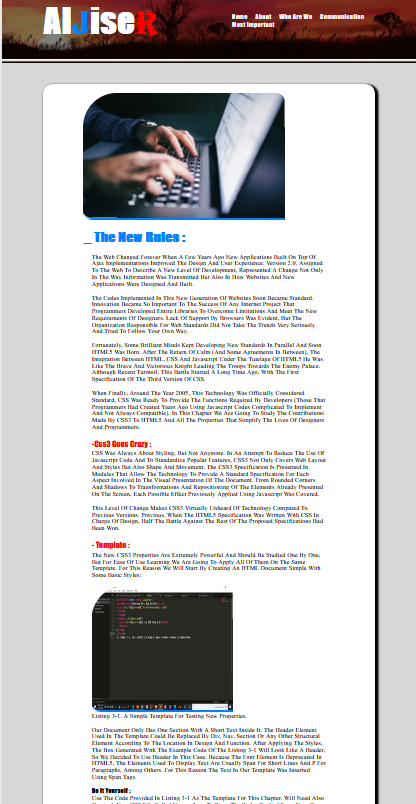 AlJiseR
Home About Who Are We Communication
Most Important
_ The New Rules :
The Web Changed Forever When A Few Years Ago New Applications Built On Top Of
Ajax Implementations Improved The Design And User Experience. Version 2.0, Assigned
To The Web To Describe A New Level Of Development, Represented A Change Not Only
In The Way Information Was Transmitted But Also In How Websites And New
Applications Were Designed And Built.
The Codes Implemented In This New Generation Of Websites Soon Became Standard.
Innovation Became So Important To The Success Of Any Internet Project That
Programmers Developed Entire Libraries To Overcome Limitations And Meet The New
Requirements Of Designers. Lack Of Support By Browsers Was Evident, But The
Organization Responsible For Web Standards Did Not Take The Trends Very Seriously
And Tried To Follow Your Own Way.
Fortunately, Some Brilliant Minds Kept Developing New Standards In Parallel And Soon
HTML5 Was Born. After The Return Of Calm (And Some Agreements In Between), The
Integration Between HTML, CSS And Javascript Under The Tutelage Of HTML5 He Was
Like The Brave And Victorious Knight Leading The Troops Towards The Enemy Palace.
Although Recent Turmoil, This Battle Started A Long Time Ago, With The First
Specification Of The Third Version Of CSS.
When Finally, Around The Year 2005, This Technology Was Officially Considered
Standard, CSS Was Ready To Provide The Functions Required By Developers (Those That
Programmers Had Created Years Ago Using Javascript Codes Complicated To Implement
And Not Always Compatible). In This Chapter We Are Going To Study The Contributions
Made By CSS3 To HTML5 And All The Properties That Simplify The Lives Of Designers
And Programmers.
-Css3 Goes Crazy :
CSS Was Always About Styling, But Not Anymore. In An Attempt To Reduce The Use Of
Javascript Code And To Standardize Popular Features, CSS3 Not Only Covers Web Layout
And Styles But Also Shape And Movement. The CSS3 Specification Is Presented In
Modules That Allow The Technology To Provide A Standard Specification For Each
Aspect Involved In The Visual Presentation Of The Document. From Rounded Corners
And Shadows To Transformations And Repositioning Of The Elements Already Presented
On The Screen, Each Possible Effect Previously Applied Using Javascript Was Covered.
This Level Of Change Makes CSS3 Virtually Unheard Of Technology Compared To
Previous Versions. Previous. When The HTML5 Specification Was Written With CSS In
Charge Of Design, Half The Battle Against The Rest Of The Proposed Specifications Had
Been Won.
- Template :
The New CSS3 Properties Are Extremely Powerful And Should Be Studied One By One,
But For Ease Of Use Learning We Are Going To Apply All Of Them On The Same
Template. For This Reason We Will Start By Creating An HTML Document Simple With
Some Basic Styles:
Listing 3-1. A Simple Template For Testing New Properties.
Our Document Only Has One Section With A Short Text Inside It. The Header Element
Used In The Template Could Be Replaced By Div, Nav, Section Or Any Other Structural
Element According To The Location In Design And Function. After Applying The Styles,
The Box Generated With The Example Code Of The Listing 3-1 Will Look Like A Header,
So We Decided To Use Header In This Case. Because The Font Element Is Deprecated In
HTML5, The Elements Used To Display Text Are Usually Span For Short Lines And P For
Paragraphs, Among Others. For This Reason The Text In Our Template Was Inserted
Using Span Tags.
Do It Yourself :
Use The Code Provided In Listing 3-1 As The Template For This Chapter. Will Need Also